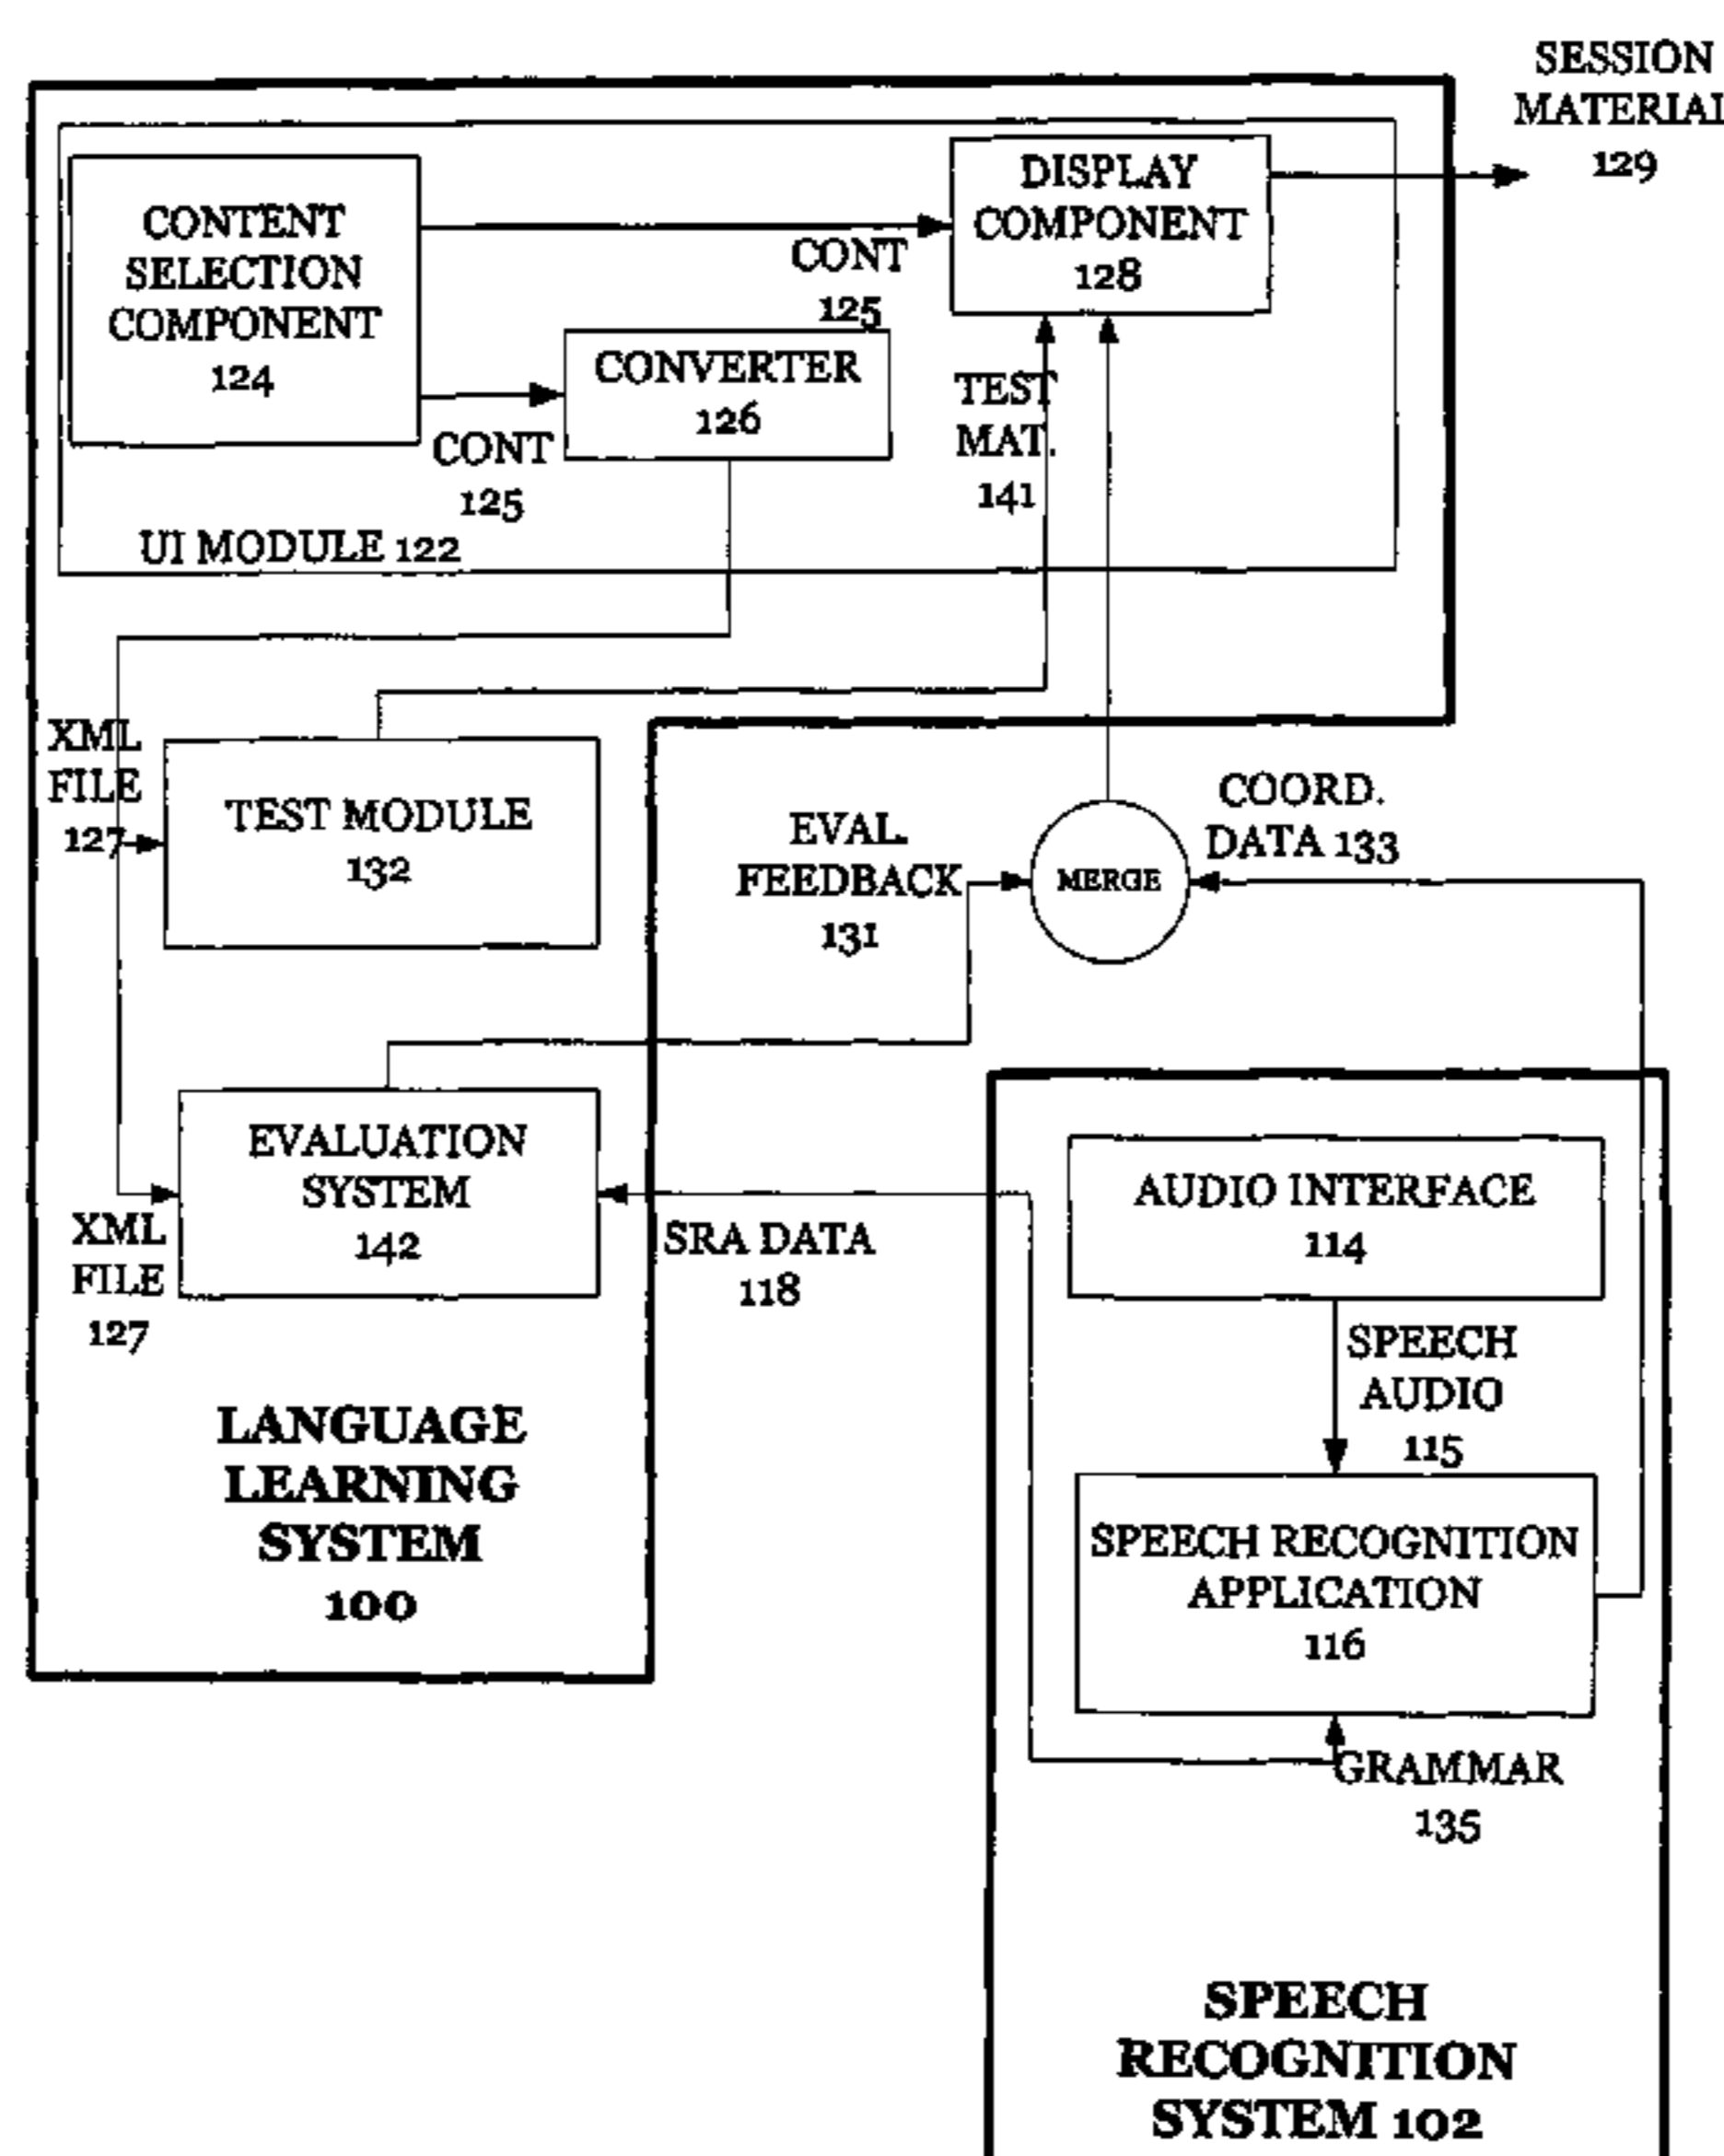 SESSION
MATERIAL
129
CONTENT
SELECTION
COMPONENT
124
CONT
125
DISPLAY
COMPONENT
128
CONVERTER
126
CONT
125
TEST
MAT.
141
UI MODULE 122
XML
FILE
127
TEST MODULE
132
EVAL.
FEEDBACK
131
MERGE
COORD.
DATA 133
EVALUATION
SYSTEM
142
XML
FILE
127
SRA DATA
118
AUDIO INTERFACE
114
SPEECH
AUDIO
115
SPEECH RECOGNITION
APPLICATION
116
GRAMMAR
135
LANGUAGE
LEARNING
SYSTEM
100
SPEECH
RECOGNITION
SYSTEM 102